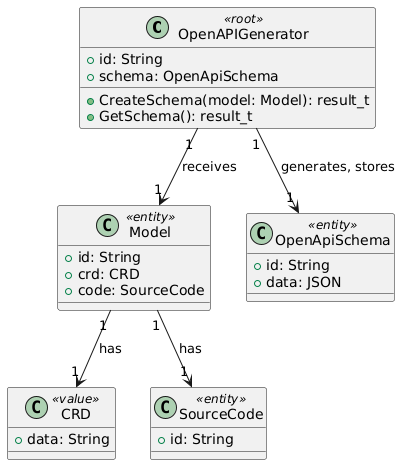 C
«root»
OpenAPIGenerator
id: String
schema: OpenApiSchema
CreateSchema(model: Model): result_t
GetSchema(): result_t
1
1
receives
generates, stores
1
1
C
«entity»
Model
id: String
crd: CRD
code: SourceCode
C
«entity»
OpenApiSchema
id: String
data: JSON
1
1
has
has
1
1
C
«value»
CRD
data: String
C
«entity»
SourceCode
id: String